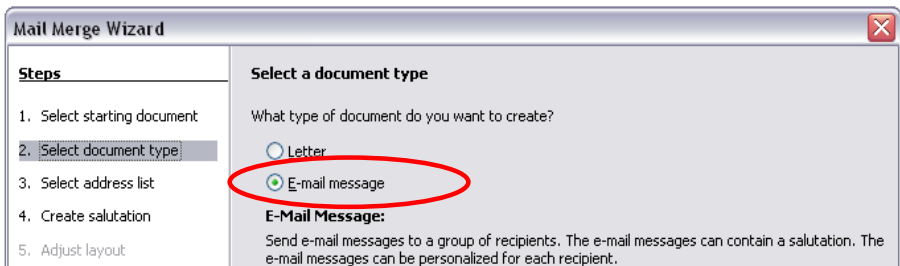 Mail Merge Wizard
Steps
1. Select starting document
2. Select document type
3. Select address list
4. Create salutation
5. Adjust layout
Select a document type
What type of document do you want to create?
Letter
E-mail message
E-Mail Message:
Send e-mail messages to a group of recipients. The e-mail messages can contain a salutation. The
e-mail messages can be personalized for each recipient.